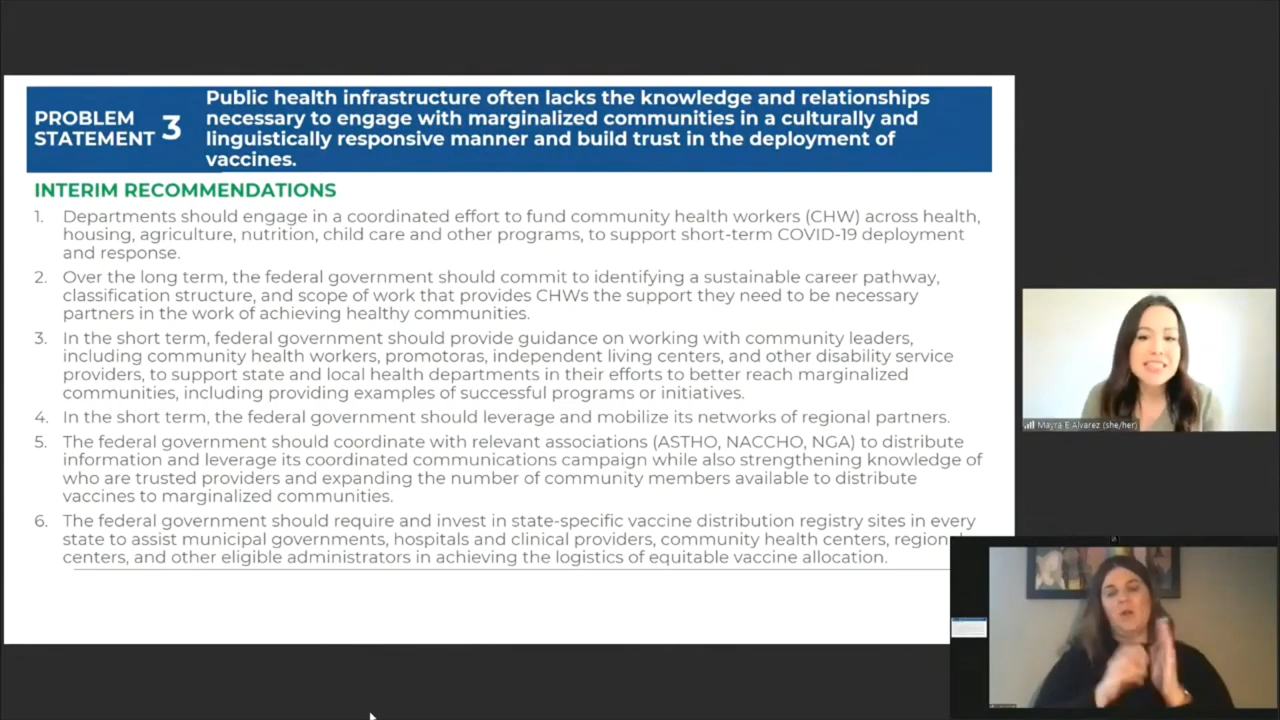 PROBLEM
STATEMENT 3
Public health infrastructure often lacks the knowledge and relationships
necessary to engage with marginalized communities in a culturally and
linguistically responsive manner and build trust in the deployment of
vaccines.
INTERIM RECOMMENDATIONS
1. Departments should engage in a coordinated effort to fund community health workers (CHW) across health,
housing, agriculture, nutrition, child care and other programs, to support short-term COVID-19 deployment
and response.
2. Over the long term, the federal government should commit to identifying a sustainable career pathway,
classification structure, and scope of work that provides CHWs the support they need to be necessary
partners in the work of achieving healthy communities.
3. In the short term, federal government should provide guidance on working with community leaders,
including community health workers, promotoras, independent living centers, and other disability service
providers, to support state and local health departments in their efforts to better reach marginalized
communities, including providing examples of successful programs or initiatives.
4. In the short term, the federal government should leverage and mobilize its networks of regional partners.
5. The federal government should coordinate with relevant associations (ASTHO, NACCHO, NGA) to distribute
information and leverage its coordinated communications campaign while also strengthening knowledge of
who are trusted providers and expanding the number of community members available to distribute
vaccines to marginalized communities.
6. The federal government should require and invest in state-specific vaccine distribution registry sites in every
state to assist municipal governments, hospitals and clinical providers, community health centers,
centers, and other eligible administrators in achieving the logistics of equitable vaccine allocation.
Mayra E Alvarez (she/her)